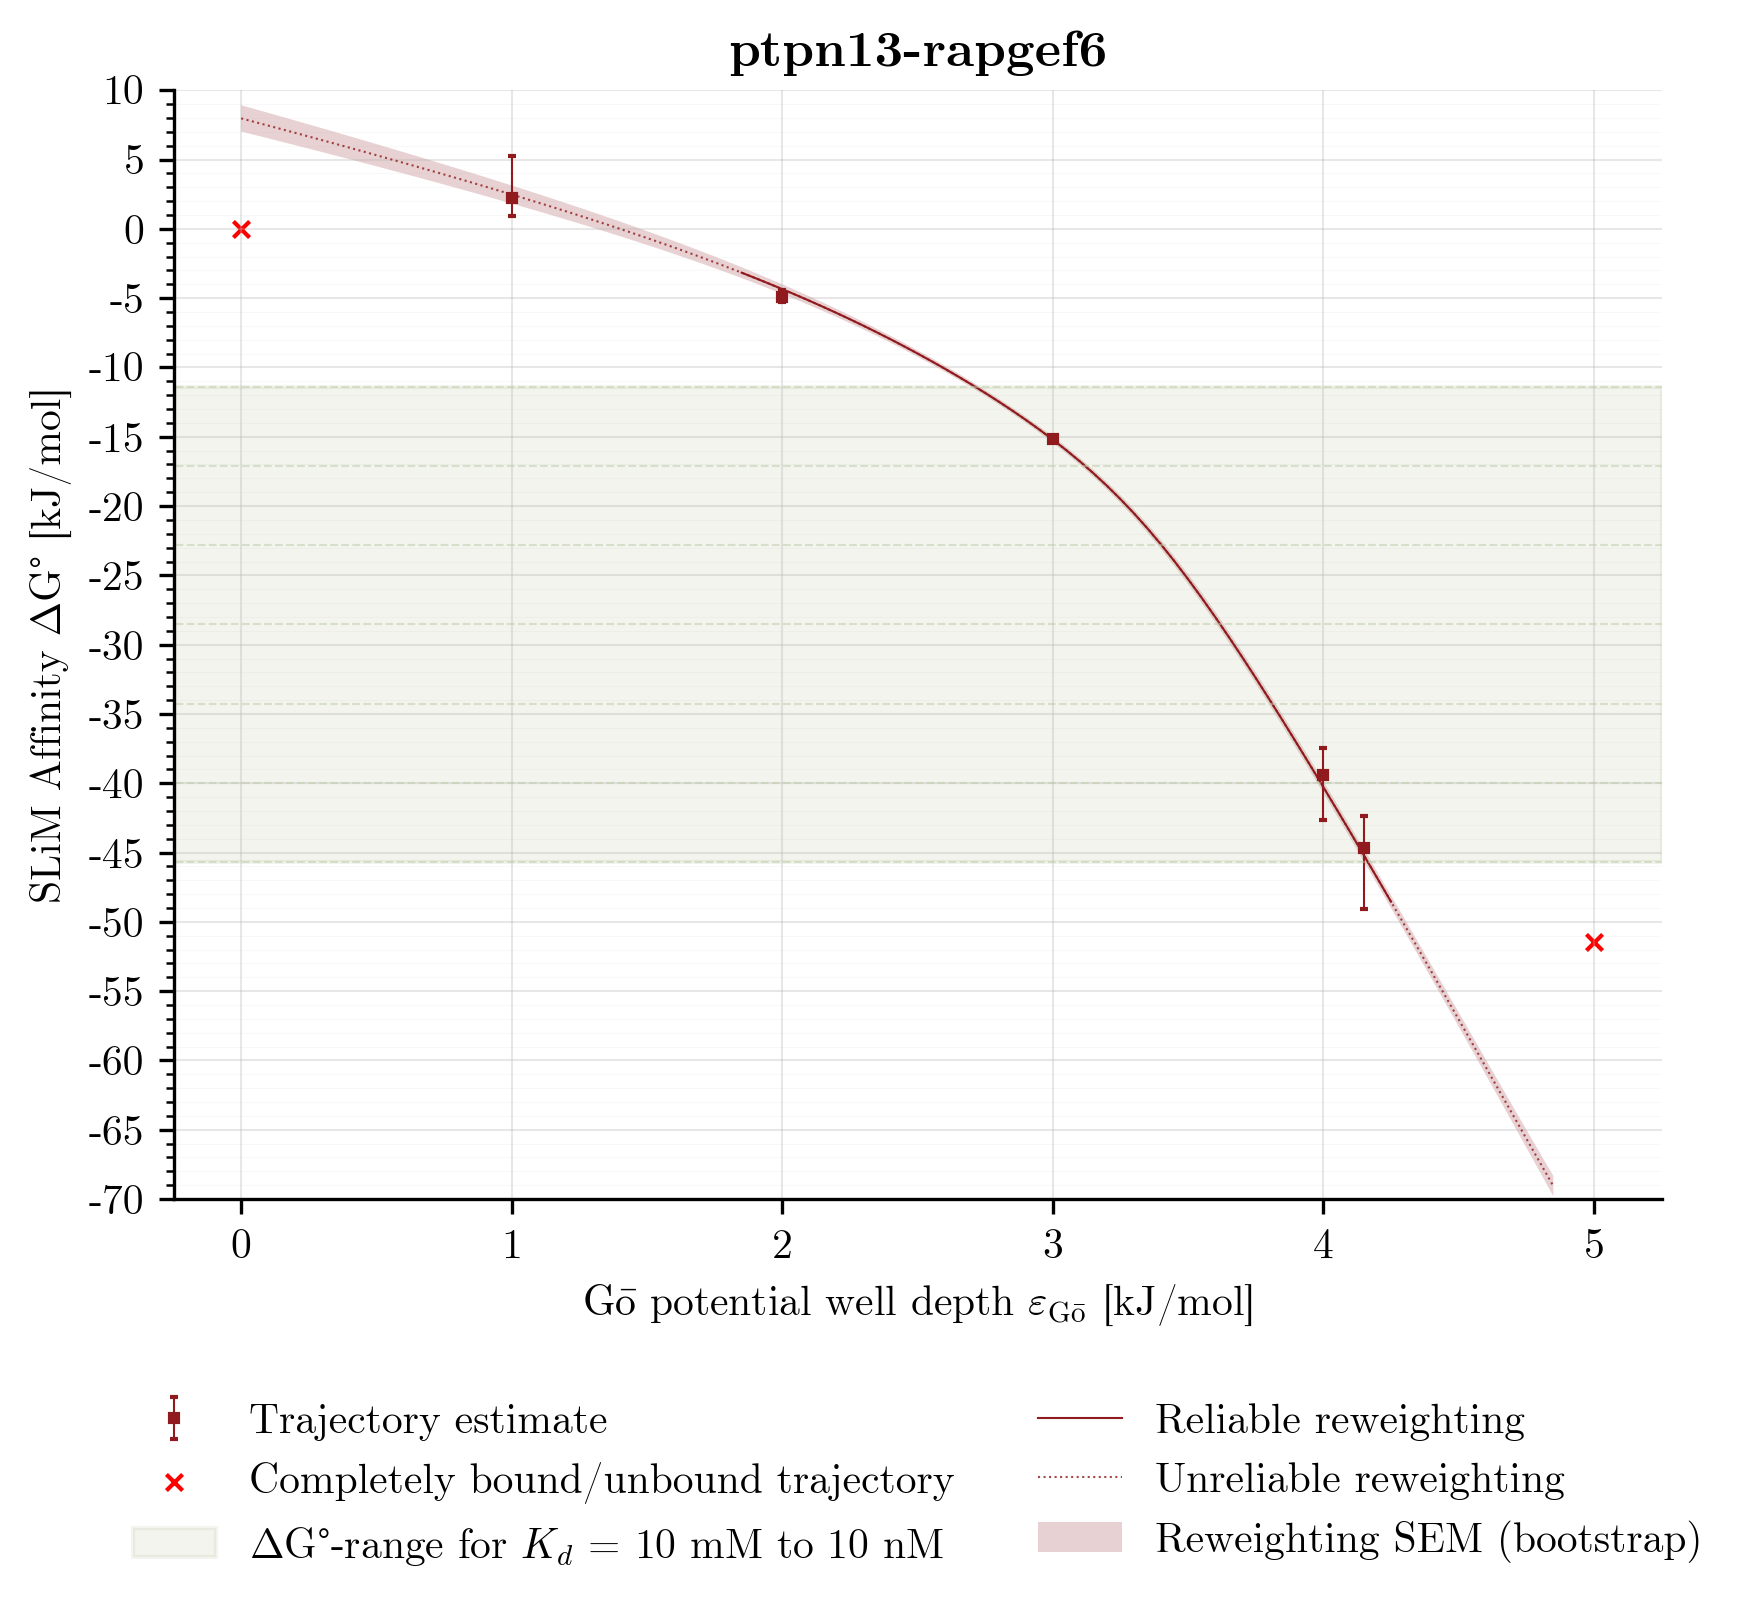 ptpn13-rapgef6
10
5
0
-5
-10
-15
-20
-25
-30
-35
-40
-45
-50
-55
-60
-65
-70
SLiM Affinity ΔG° [kJ/mol]
0 1 2 3 4 5
Gō potential well depth εGō [kJ/mol]
Trajectory estimate
Completely bound/unbound trajectory
ΔG°-range for Kd = 10 mM to 10 nM
Reliable reweighting
Unreliable reweighting
Reweighting SEM (bootstrap)